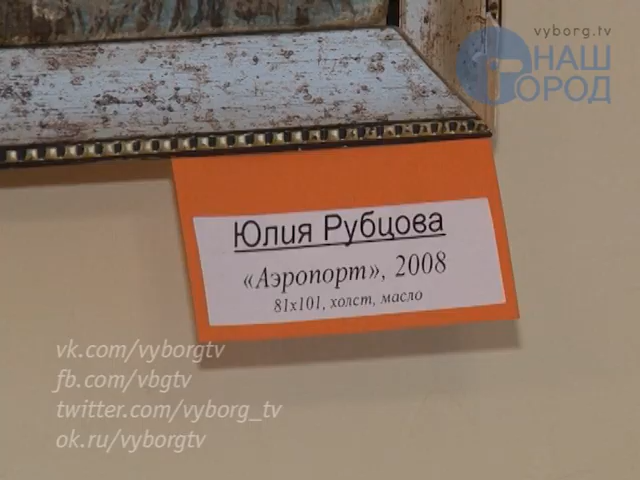 vyborg.tv
НАШ
ГОРОД
Юлия Рубцова
«Аэропорт», 2008
81х101, холст, масло
vk.com/vyborgtv
fb.com/vbgtv
twitter.com/vyborg_tv
ok.ru/vyborgtv